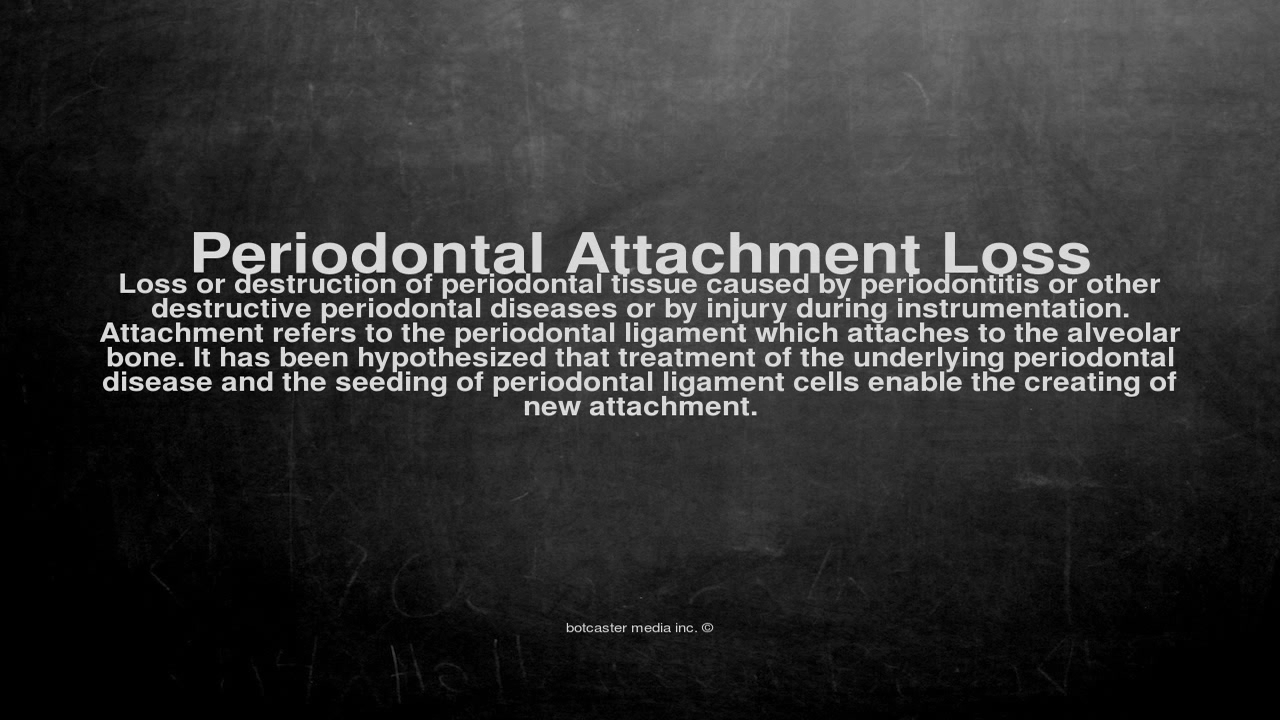 Periodontal Attachment Loss
Loss or destruction of periodontal tissue caused by periodontitis or other
destructive periodontal diseases or by injury during instrumentation.
Attachment refers to the periodontal ligament which attaches to the alveolar
bone. It has been hypothesized that treatment of the underlying periodontal
disease and the seeding of periodontal ligament cells enable the creating of
new attachment.
botcaster media inc. ©